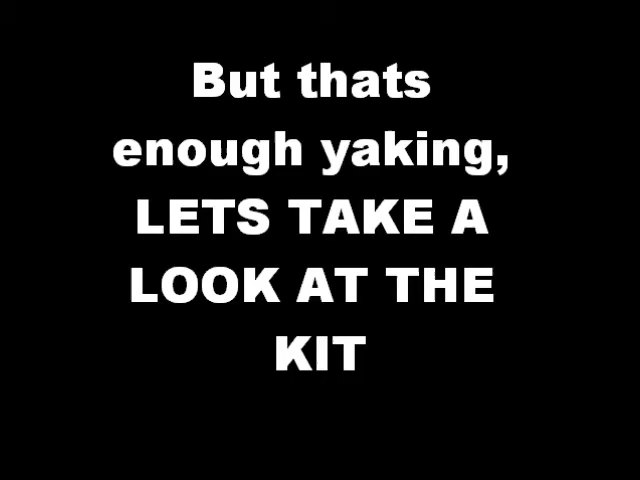 But thats
enough yaking,
LETS TAKE A
LOOK AT THE
KIT